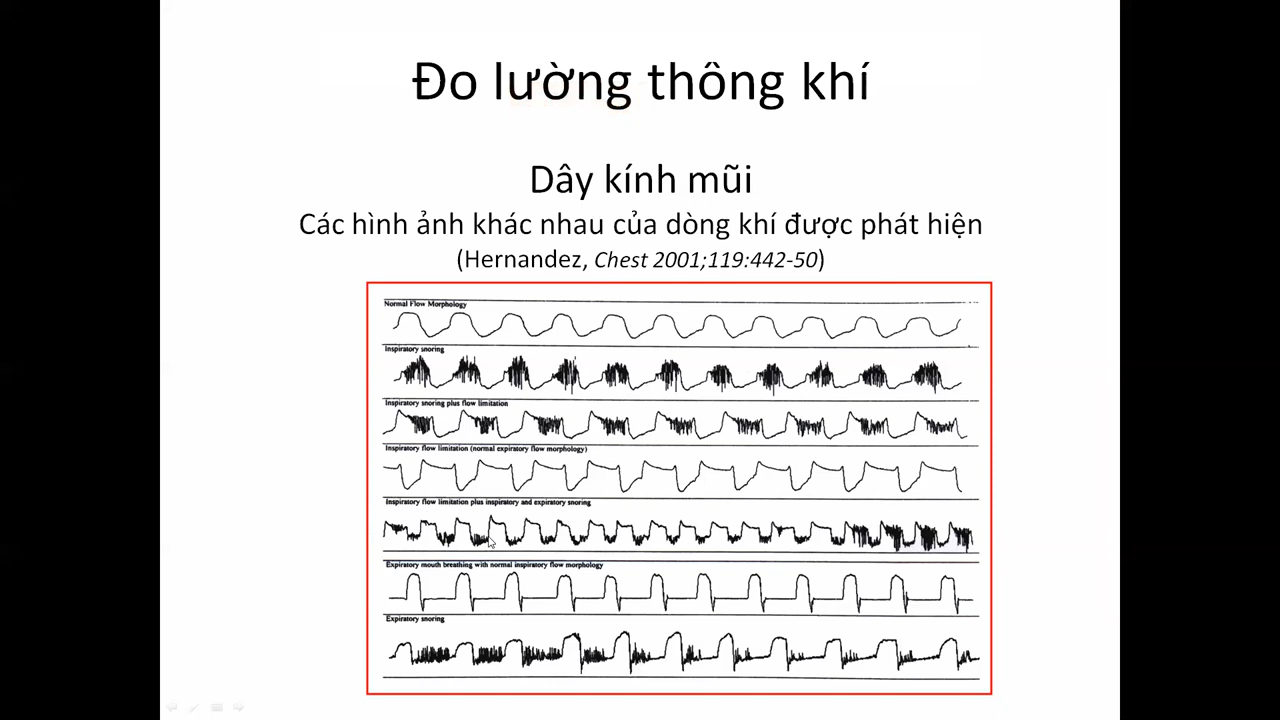 Đo lường thông khí
Dây kính mũi
Các hình ảnh khác nhau của dòng khí được phát hiện
(Hernandez, Chest 2001;119:442-50)
Normal Flow Morphology
Inspiratory snoring
Inspiratory snoring plus flow limitation
Inspiratory flow limitation (normal expiratory flow morphology)
Inspiratory flow limitation plus inspiratory and expiratory snoring
Expiratory mouth breathing with normal inspiratory flow morphology
Expiratory snoring